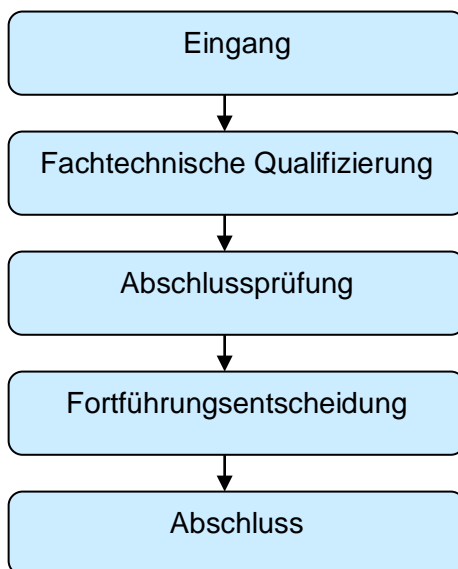 Eingang
Fachtechnische Qualifizierung
Abschlussprüfung
Fortführungsentscheidung
Abschluss